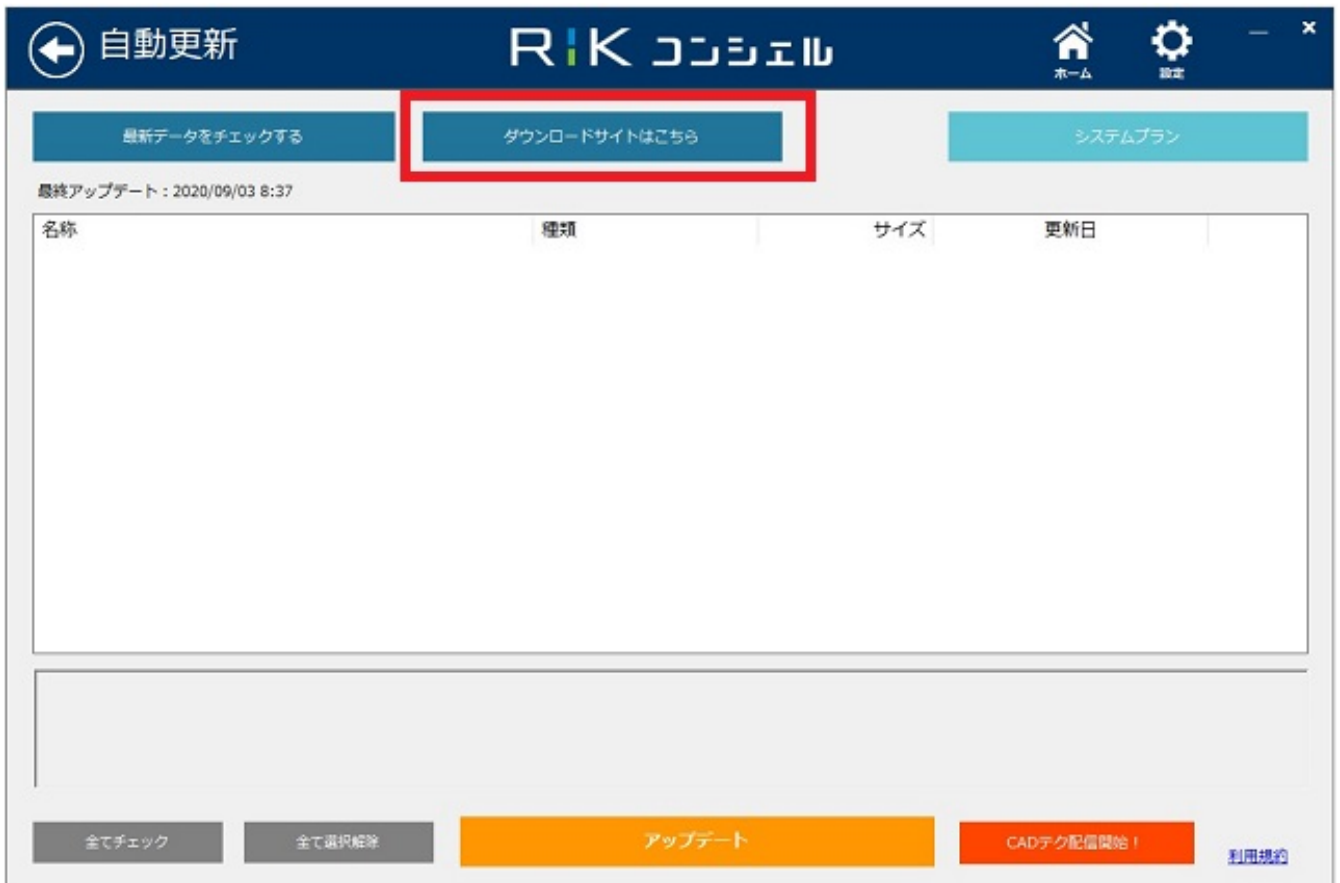 自動更新
RIK コンシェル
ホーム
設定
最新データをチェックする
ダウンロードサイトはこちら
システムプラン
最終アップデート：2020/09/03 8:37
名称 種類 サイズ 更新日
全てチェック
全て選択解除
アップデート
CADテク配信開始！
利用規約